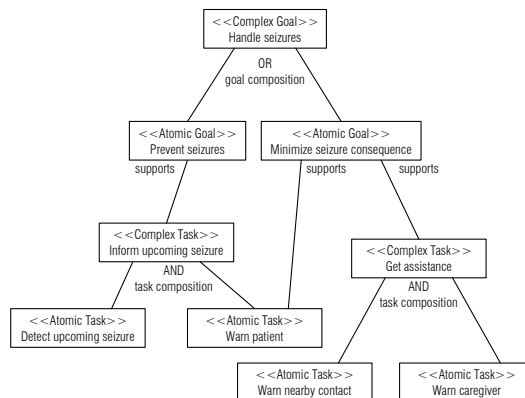 <<Complex Goal>>
Handle seizures
OR
goal composition
<<Atomic Goal>>
Prevent seizures
<<Atomic Goal>>
Minimize seizure consequence
supports
supports
supports
<<Complex Task>>
Inform upcoming seizure
<<Complex Task>>
Get assistance
AND
task composition
AND
task composition
<<Atomic Task>>
Detect upcoming seizure
<<Atomic Task>>
Warn patient
<<Atomic Task>>
Warn nearby contact
<<Atomic Task>>
Warn caregiver